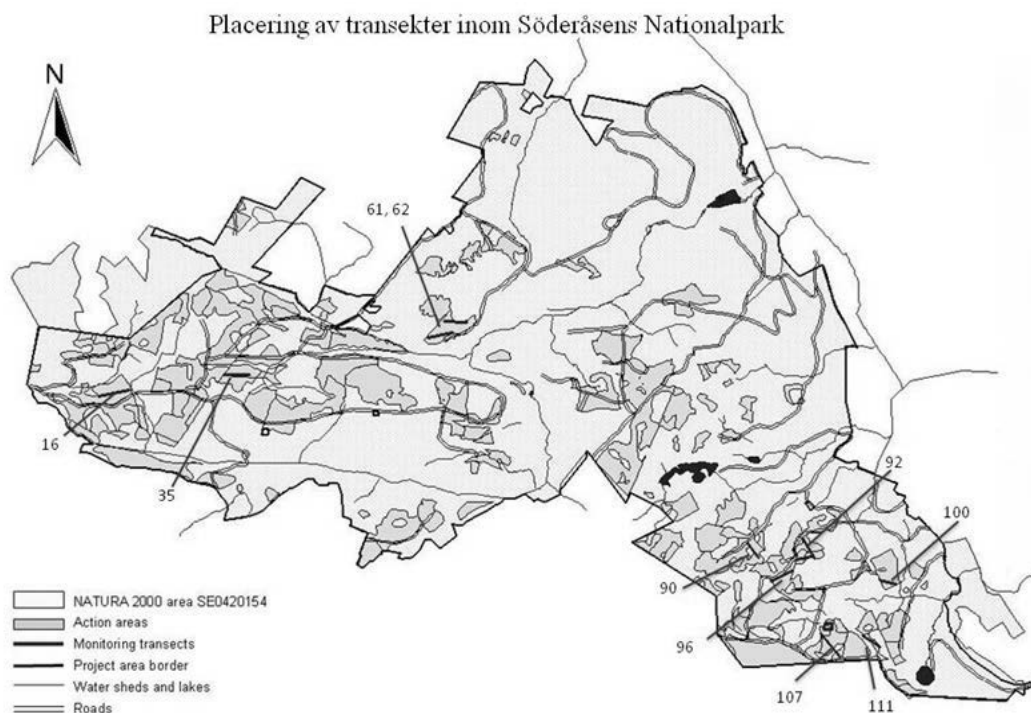 Placering av transekter inom Söderåsens Nationalpark
N
61, 62
16
35
92
100
90
96
107
111
NATURA 2000 area SE0420154
Action areas
Monitoring transects
Project area border
Water sheds and lakes
Roads